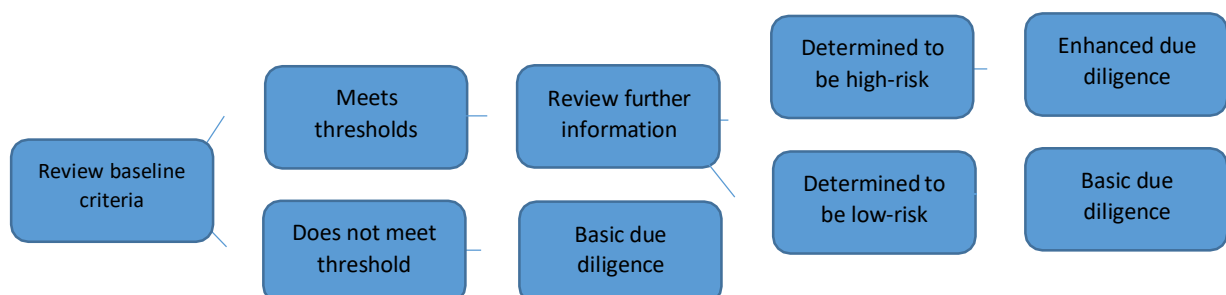 Review baseline
criteria
Meets
thresholds
Does not meet
threshold
Review further
information
Basic due
diligence
Determined to
be high-risk
Determined to
be low-risk
Enhanced due
diligence
Basic due
diligence